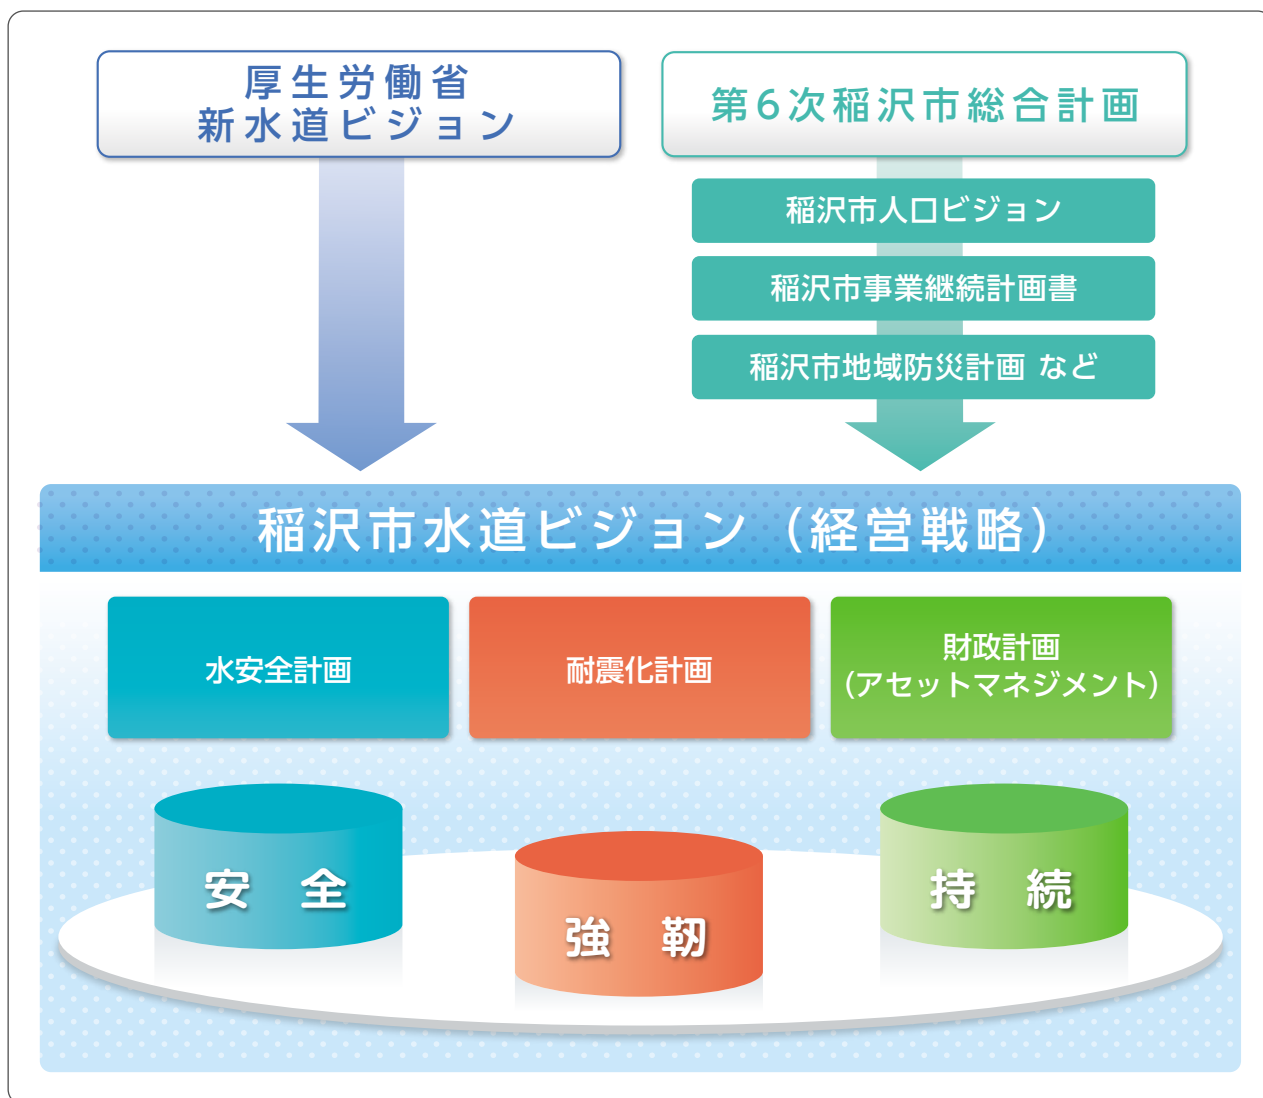 厚生労働省
新水道ビジョン
第6次稲沢市総合計画
稲沢市人口ビジョン
稲沢市事業継続計画書
稲沢市地域防災計画 など
稲沢市水道ビジョン（経営戦略）
水安全計画
耐震化計画
財政計画
（アセットマネジメント）
安 全
強 靭
持 続